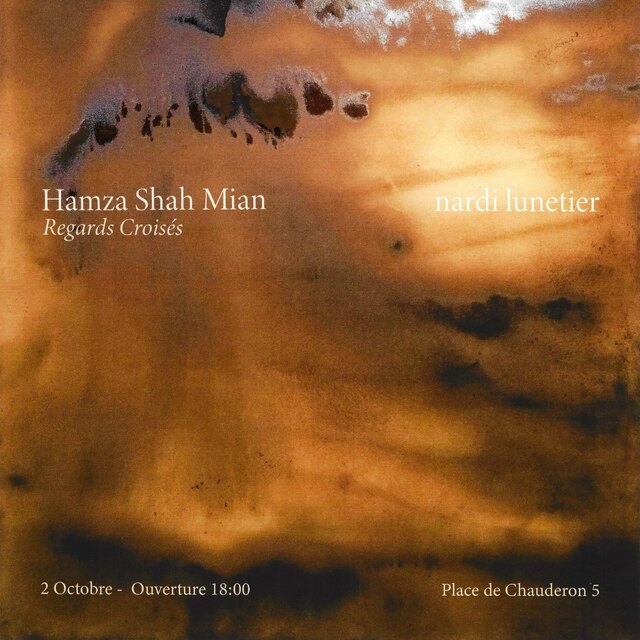 Hamza Shah Mian
nardi lunetier
Regards Croisés
2 Octobre - Ouverture 18:00
Place de Chauderon 5